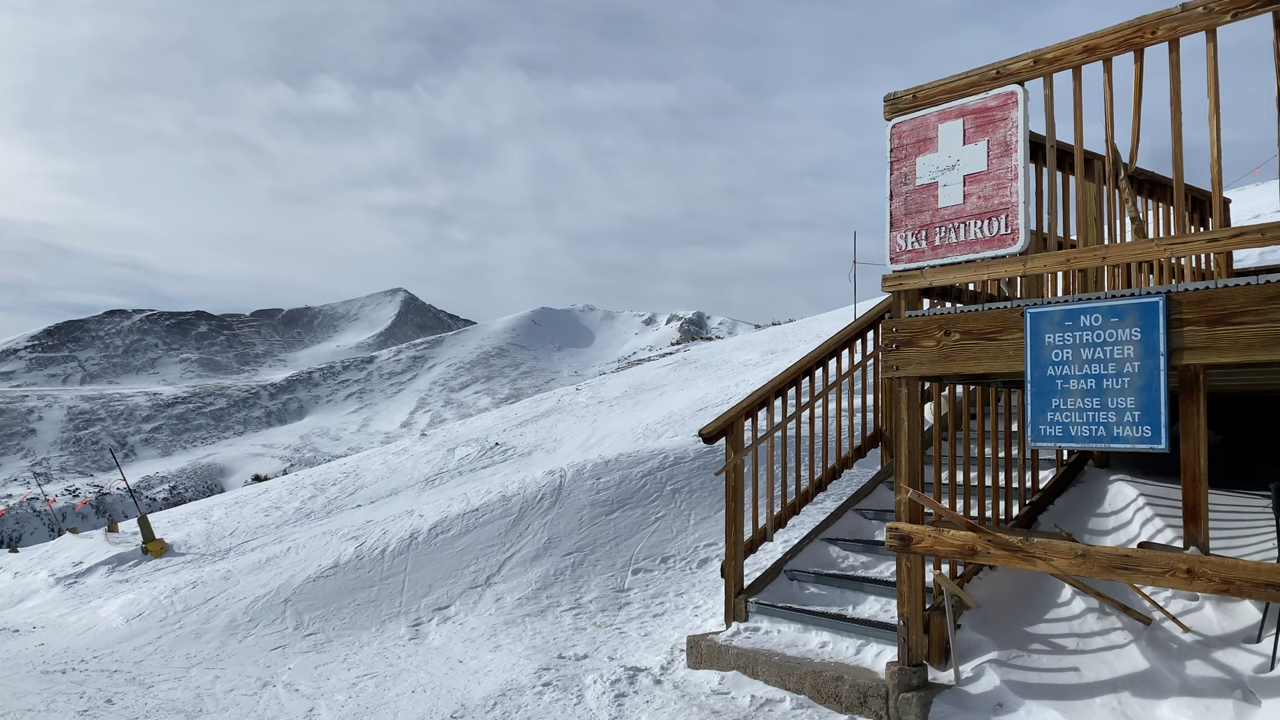 SKI PATROL
- NO -
RESTROOMS
OR WATER
AVAILABLE AT
T-BAR HUT
PLEASE USE
FACILITIES AT
THE VISTA HAUS